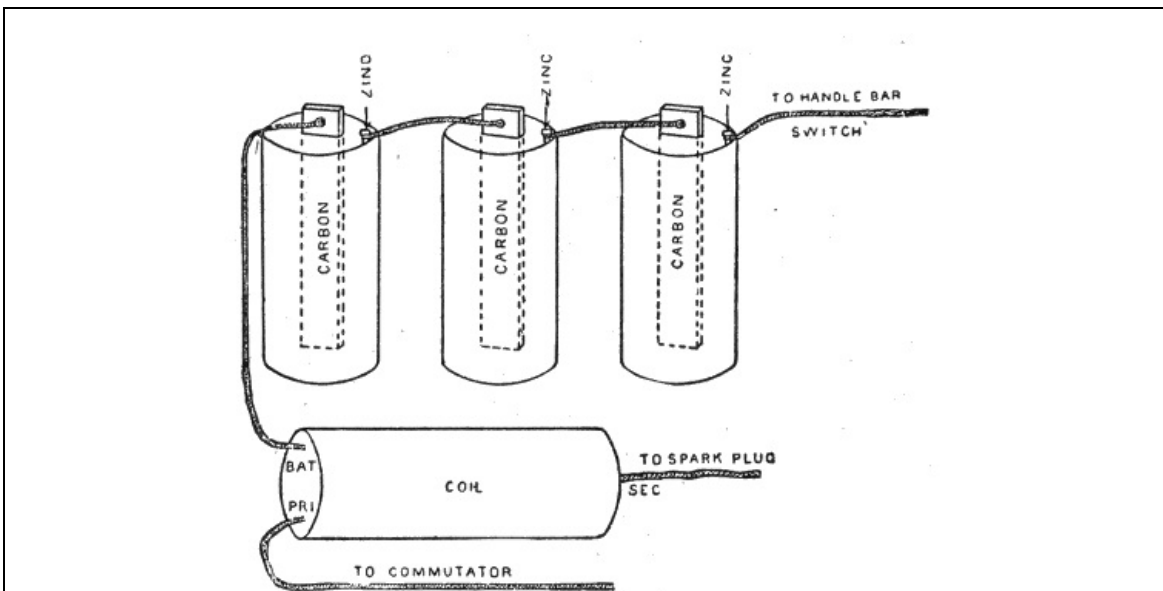 ZINC
ZINC
ZINC
TO HANDLE BAR
SWITCH
CARBON
CARBON
CARBON
BAT
COIL
TO SPARK PLUG
SEC
PRI
TO COMMUTATOR